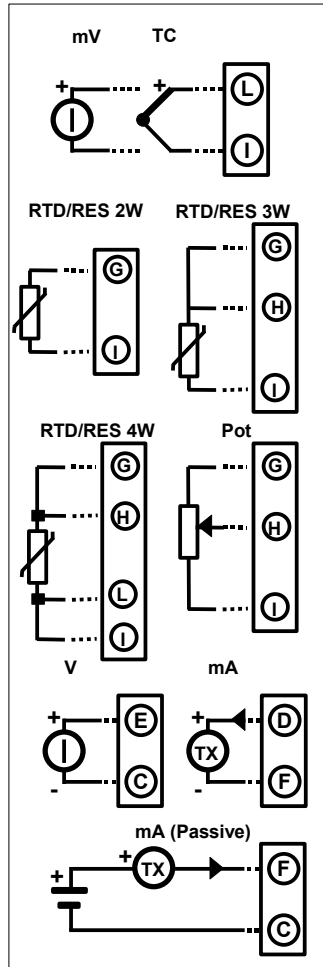 mV TC
+ + L
I
RTD/RES 2W RTD/RES 3W
G G
H
I I
RTD/RES 4W Pot
G G
H H
L
I I
V mA
+ E + D
TX
- C - F
mA (Passive)
+ + TX F
C